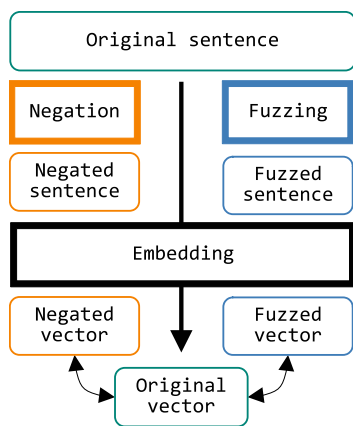 Original sentence
Negation
Fuzzing
Negated
sentence
Fuzzed
sentence
Embedding
Negated
vector
Fuzzed
vector
Original
vector